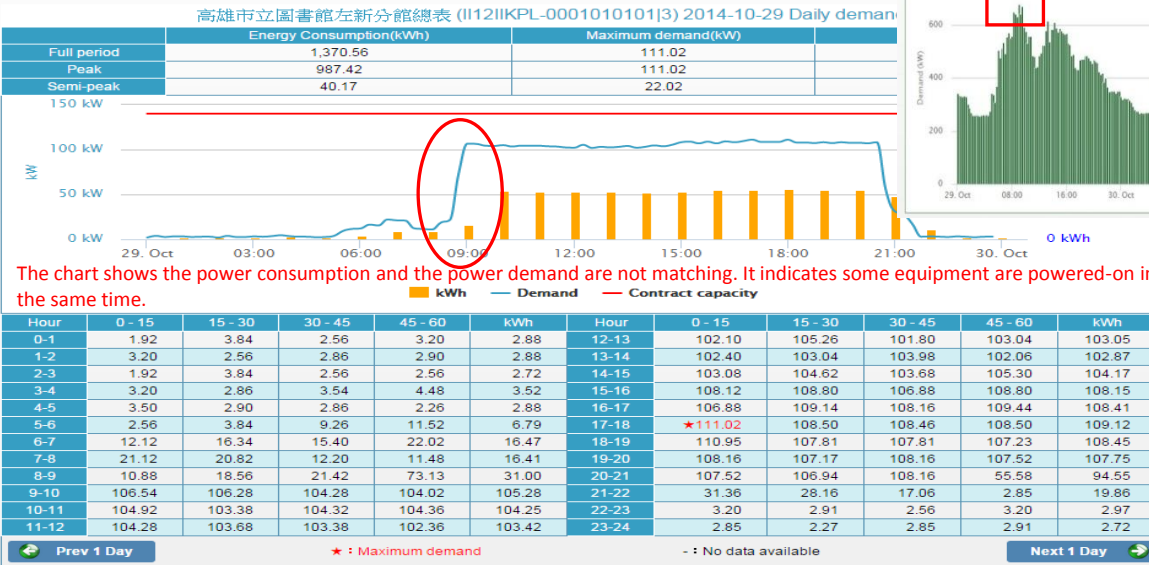 高雄市立圖書館左新分館總表 (II12IIKPL-0001010101|3) 2014-10-29 Daily deman
Energy Consumption(kWh) Maximum demand(kW)
Full period 1,370.56 111.02
Peak 987.42 111.02
Semi-peak 40.17 22.02
600
400
200
0
Demand (kW)
29. Oct 08:00 16:00 30. Oct
150 kW
100 kW
50 kW
0 kW
kW
0 kWh
29. Oct 03:00 06:00 09:00 12:00 15:00 18:00 21:00 30. Oct
The chart shows the power consumption and the power demand are not matching. It indicates some equipment are powered-on in
the same time.
kWh Demand Contract capacity
Hour 0 - 15 15 - 30 30 - 45 45 - 60 kWh Hour 0 - 15 15 - 30 30 - 45 45 - 60 kWh
0-1 1.92 3.84 2.56 3.20 2.88 12-13 102.10 105.26 101.80 103.04 103.05
1-2 3.20 2.56 2.86 2.90 2.88 13-14 102.40 103.04 103.98 102.06 102.87
2-3 1.92 3.84 2.56 2.56 2.72 14-15 103.08 104.62 103.68 105.30 104.17
3-4 3.20 2.86 3.54 4.48 3.52 15-16 108.12 108.80 106.88 108.80 108.15
4-5 3.50 2.90 2.86 2.26 2.88 16-17 106.88 109.14 108.16 109.44 108.41
5-6 2.56 3.84 9.26 11.52 6.79 17-18 ★111.02 108.50 108.46 108.50 109.12
6-7 12.12 16.34 15.40 22.02 16.47 18-19 110.95 107.81 107.81 107.23 108.45
7-8 21.12 20.82 12.20 11.48 16.41 19-20 108.16 107.17 108.16 107.52 107.75
8-9 10.88 18.56 21.42 73.13 31.00 20-21 107.52 106.94 108.16 55.58 94.55
9-10 106.54 106.28 104.28 104.02 105.28 21-22 31.36 28.16 17.06 2.85 19.86
10-11 104.92 103.38 104.32 104.36 104.25 22-23 3.20 2.91 2.56 3.20 2.97
11-12 104.28 103.68 103.38 102.36 103.42 23-24 2.85 2.27 2.85 2.91 2.72
Prev 1 Day ★：Maximum demand -：No data available Next 1 Day